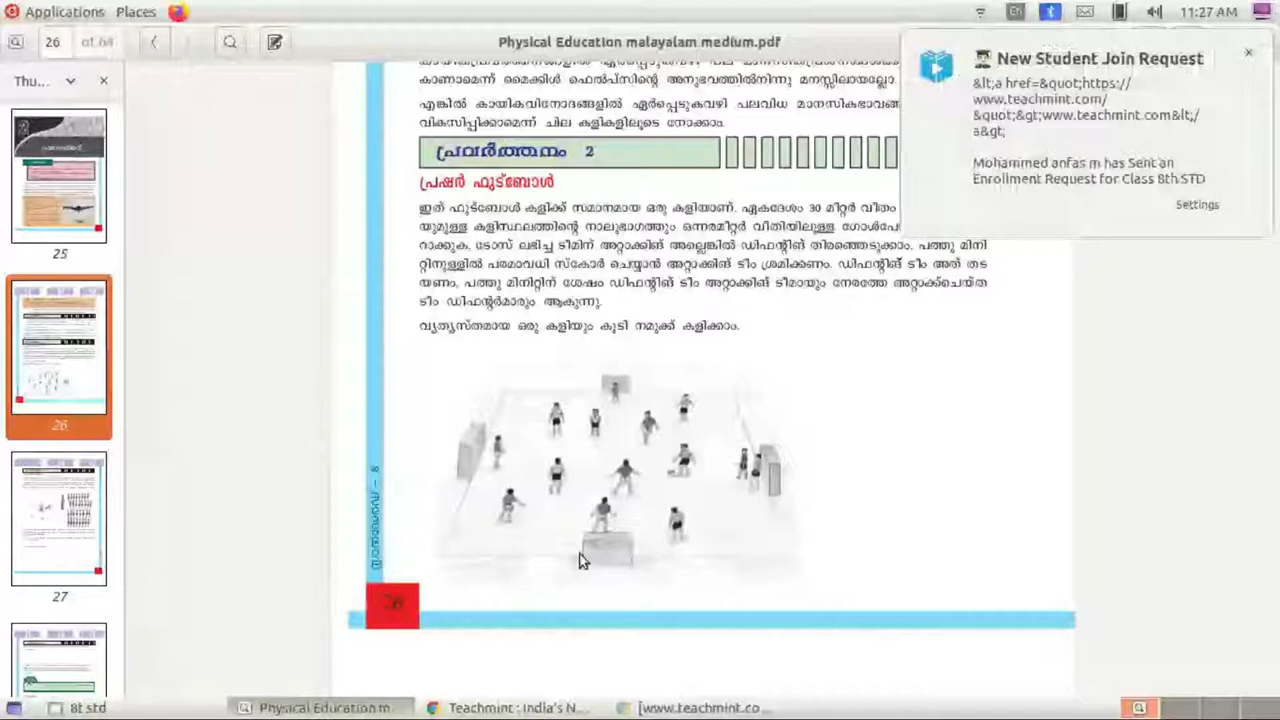 Applications Places 11:27 AM
26 of 64 Physical Education malayalam medium.pdf
Thu...
25
26
27
കാണാമെന്ന് മൈക്കിൾ ഫെൽപ്സിന്റെ അനുഭവത്തിൽനിന്നു മനസ്സിലായല്ലോ.
എങ്കിൽ കായികവിനോദങ്ങളിൽ ഏർപ്പെടുകവഴി പലവിധ മാനസികഭാവങ്ങ
വികസിപ്പിക്കാമെന്ന് ചില കളികളിലൂടെ നോക്കാം.
പ്രവർത്തനം 2
പ്രഷർ ഫുട്ബോൾ
ഇത് ഫുട്ബോൾ കളിക്ക് സമാനമായ ഒരു കളിയാണ്. ഏകദേശം 30 മീറ്റർ വീതം
യുമുള്ള കളിസ്ഥലത്തിന്റെ നാലുഭാഗത്തും ഒന്നരമീറ്റർ വീതിയിലുള്ള ഗോൾപോ
റാക്കുക. ടോസ് ലഭിച്ച ടീമിന് അറ്റാക്കിങ് അല്ലെങ്കിൽ ഡിഫന്റിങ് തിരഞ്ഞെടുക്കാം. പത്തു മിനി
റ്റിനുള്ളിൽ പരമാവധി സ്കോർ ചെയ്യാൻ അറ്റാക്കിങ് ടീം ശ്രമിക്കണം. ഡിഫന്റിങ് ടീം അത് തട
യണം. പത്തു മിനിറ്റിന് ശേഷം ഡിഫന്റിങ് ടീം അറ്റാക്കിങ് ടീമായും നേരത്തേ അറ്റാക്ക്ചെയ്ത
ടീം ഡിഫന്റർമാരും ആകുന്നു.
വ്യത്യസ്തമായ ഒരു കളിയും കൂടി നമുക്ക് കളിക്കാം.
26
New Student Join Request
&lt;a href=&quot;https://
www.teachmint.com/
&quot;&gt;www.teachmint.com&lt;/
a&gt;
Mohammed anfas m has Sent an
Enrollment Request for Class 8th STD
Settings
8t std Physical Education m... Teachmint : India's N... [www.teachmint.co...